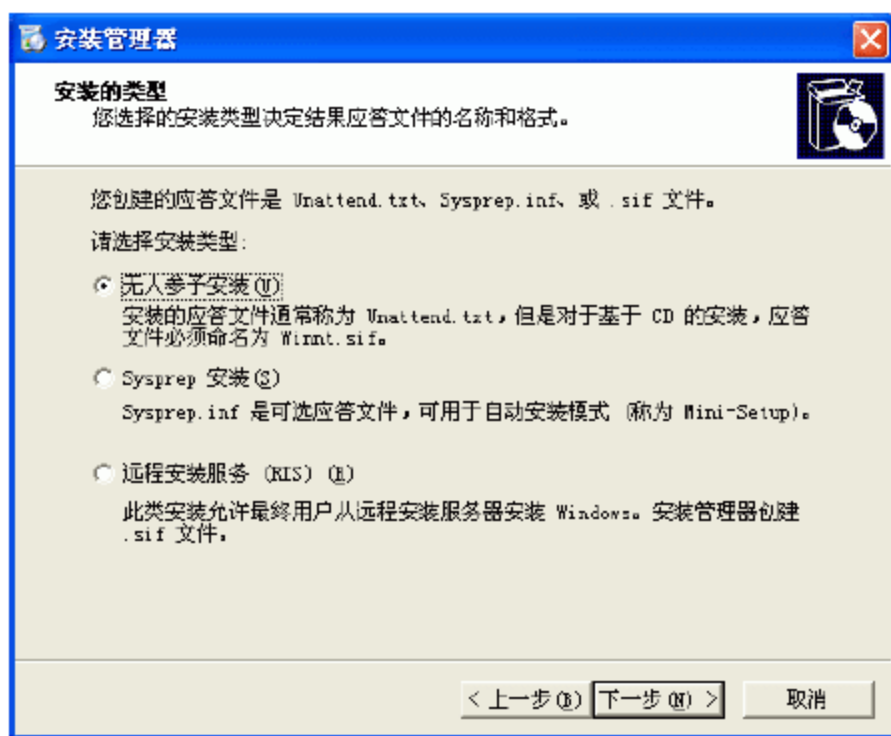 安装管理器
安装的类型
您选择的安装类型决定结果应答文件的名称和格式。
您创建的应答文件是 Unattend.txt、Sysprep.inf、或 .sif 文件。
请选择安装类型:
无人参予安装(U)
安装的应答文件通常称为 Unattend.txt，但是对于基于 CD 的安装，应答
文件必须命名为 Winnt.sif。
Sysprep 安装(S)
Sysprep.inf 是可选应答文件，可用于自动安装模式 (称为 Mini-Setup)。
远程安装服务 (RIS) (R)
此类安装允许最终用户从远程安装服务器安装 Windows。安装管理器创建
.sif 文件。
< 上一步(B) 下一步(N) > 取消